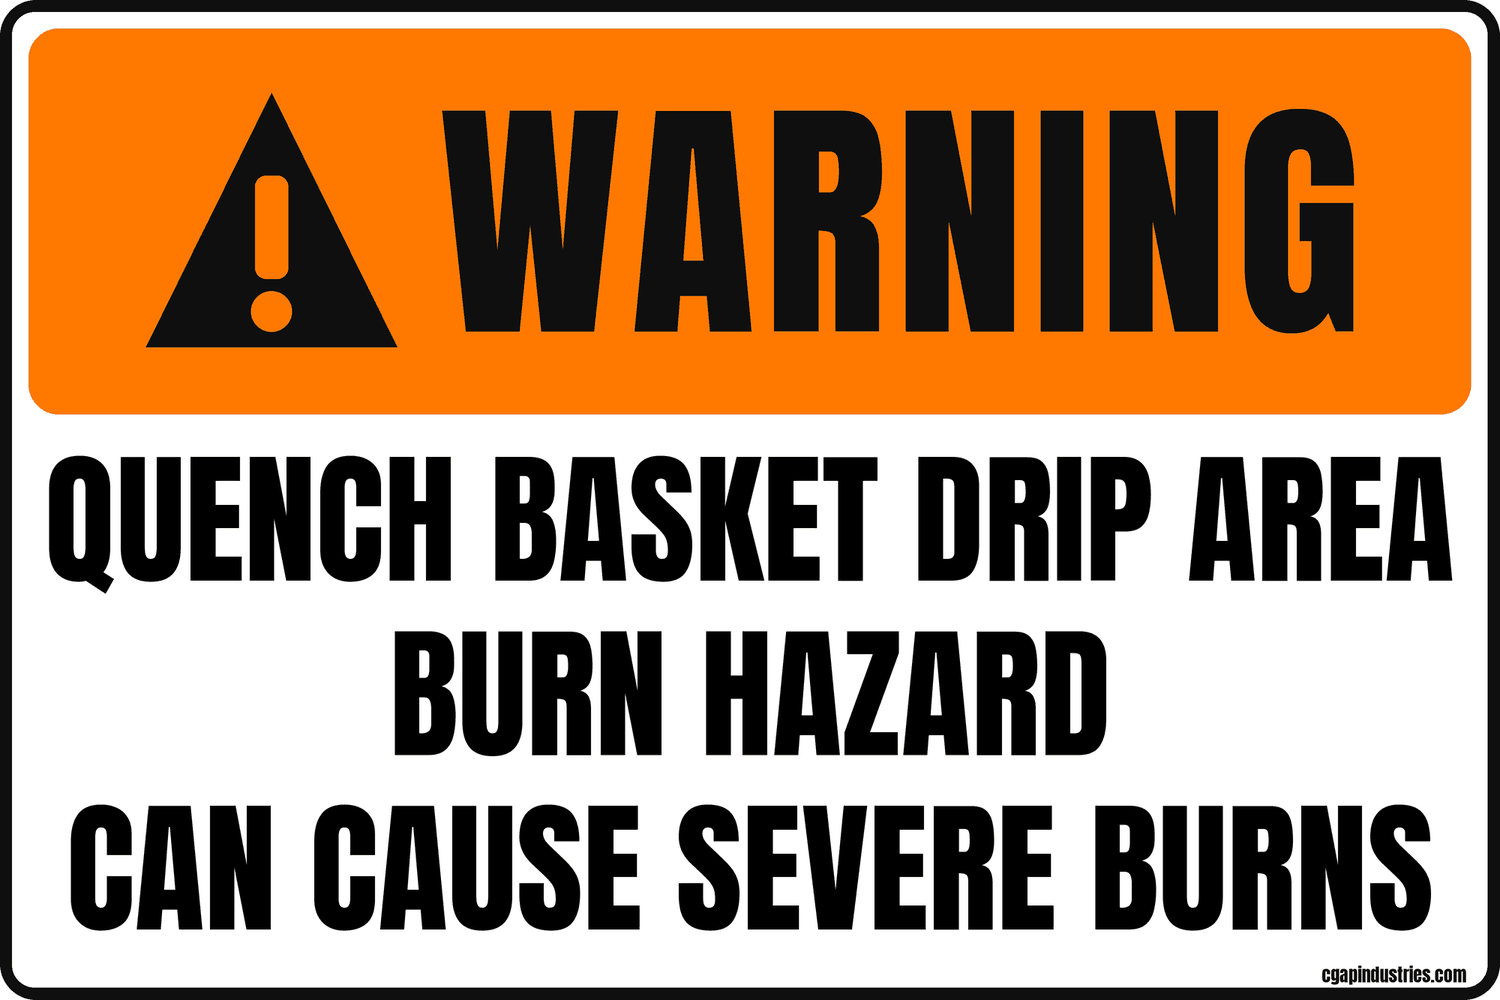 WARNING
QUENCH BASKET DRIP AREA
BURN HAZARD
CAN CAUSE SEVERE BURNS
cgapindustries.com